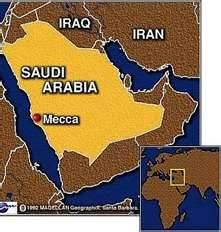 IRAQ
IRAN
SAUDI
ARABIA
Mecca
© 1992 MAGELLAN Geographix, Santa Barbara,